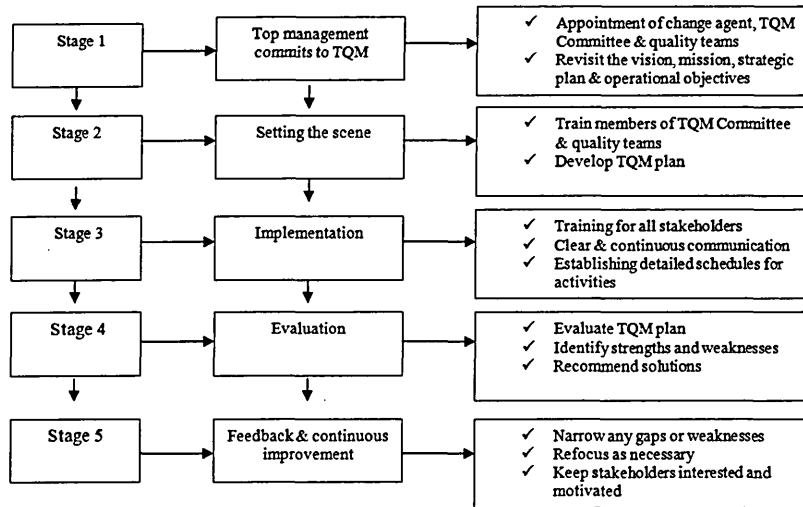 Stage 1
Top management
commits to TQM
✓ Appointment of change agent, TQM
Committee & quality teams
✓ Revisit the vision, mission, strategic
plan & operational objectives
Stage 2
Setting the scene
✓ Train members of TQM Committee
& quality teams
✓ Develop TQM plan
Stage 3
Implementation
✓ Training for all stakeholders
✓ Clear & continuous communication
✓ Establishing detailed schedules for
activities
Stage 4
Evaluation
✓ Evaluate TQM plan
✓ Identify strengths and weaknesses
✓ Recommend solutions
Stage 5
Feedback & continuous
improvement
✓ Narrow any gaps or weaknesses
✓ Refocus as necessary
✓ Keep stakeholders interested and
motivated